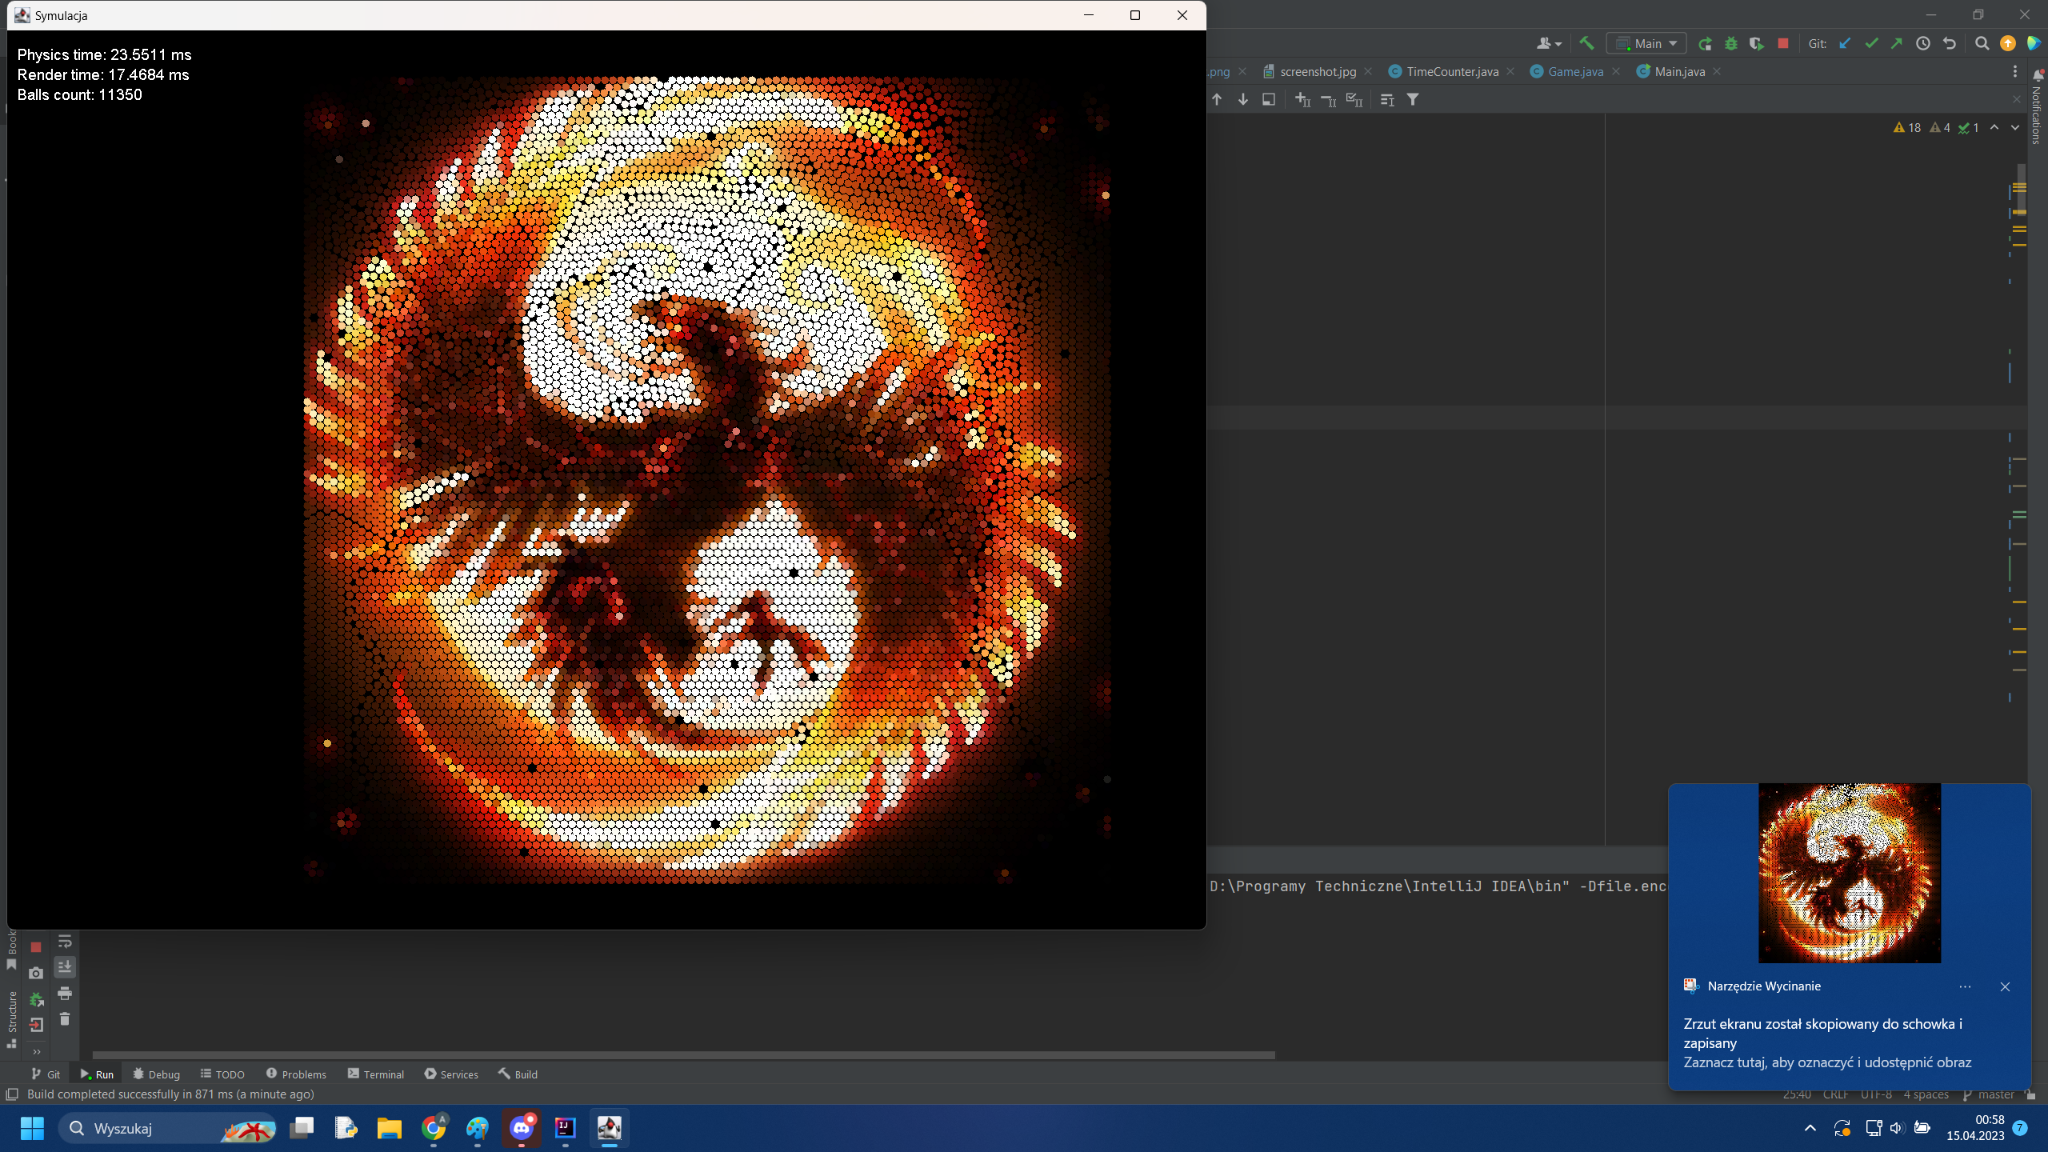 Symulacja
Physics time: 23.5511 ms
Render time: 17.4684 ms
Balls count: 11350
Main
Git:
.png
screenshot.jpg
TimeCounter.java
Game.java
Main.java
Notifications
18
4
1
D:\Programy Techniczne\IntelliJ IDEA\bin" -Dfile.enc
Structure
Narzędzie Wycinanie
Zrzut ekranu został skopiowany do schowka i
zapisany
Zaznacz tutaj, aby oznaczyć i udostępnić obraz
Git
Run
Debug
TODO
Problems
Terminal
Services
Build
Build completed successfully in 871 ms (a minute ago)
25:40
CRLF
UTF-8
4 spaces
master
Wyszukaj
00:58
15.04.2023
7